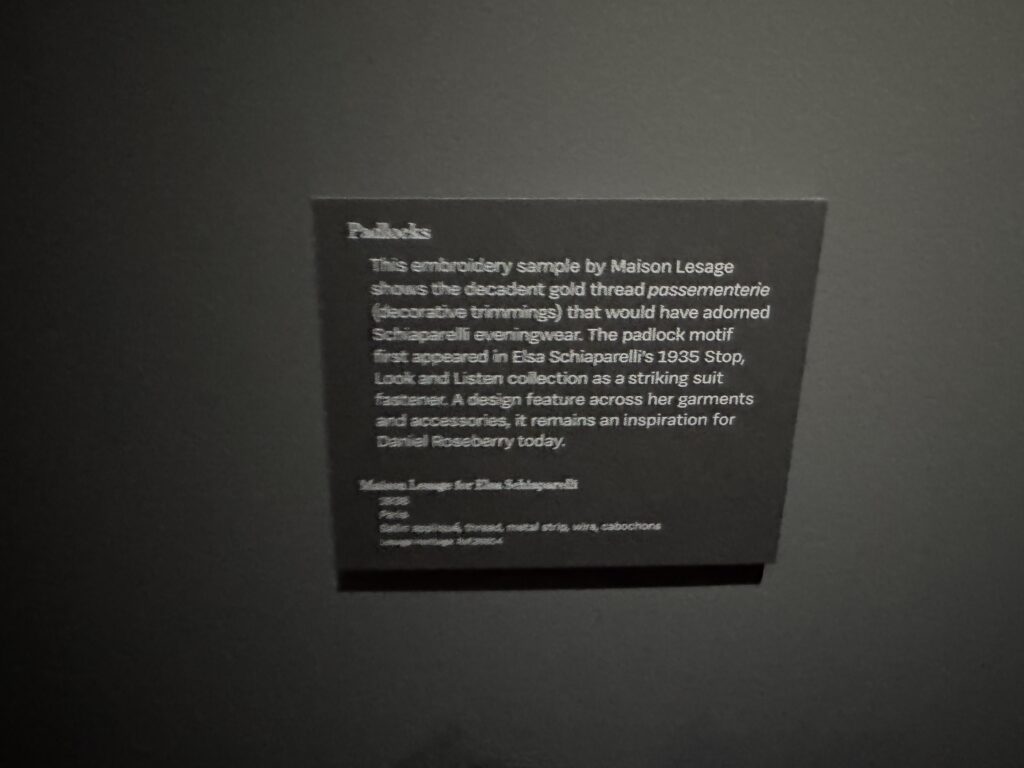 Padlocks
This embroidery sample by Maison Lesage
shows the decadent gold thread passementerie
(decorative trimmings) that would have adorned
Schiaparelli eveningwear. The padlock motif
first appeared in Elsa Schiaparelli's 1935 Stop,
Look and Listen collection as a striking suit
fastener. A design feature across her garments
and accessories, it remains an inspiration for
Daniel Roseberry today.
Maison Lesage for Elsa Schiaparelli
Paris
Satin appliqué, thread, metal strip, wire, cabochons